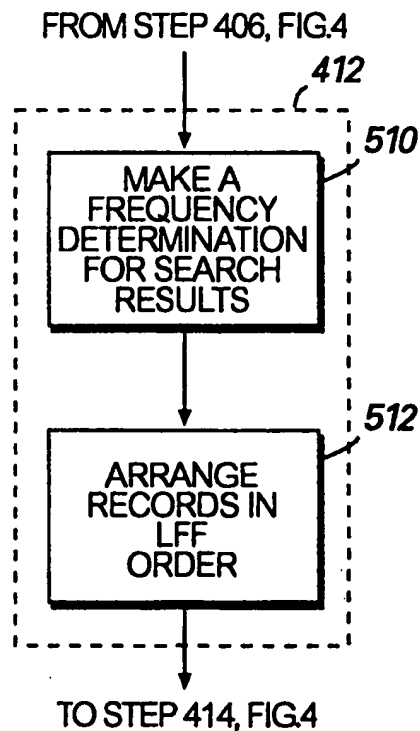 FROM STEP 406, FIG.4
412
510
MAKE A
FREQUENCY
DETERMINATION
FOR SEARCH
RESULTS
512
ARRANGE
RECORDS IN
LFF
ORDER
TO STEP 414, FIG.4